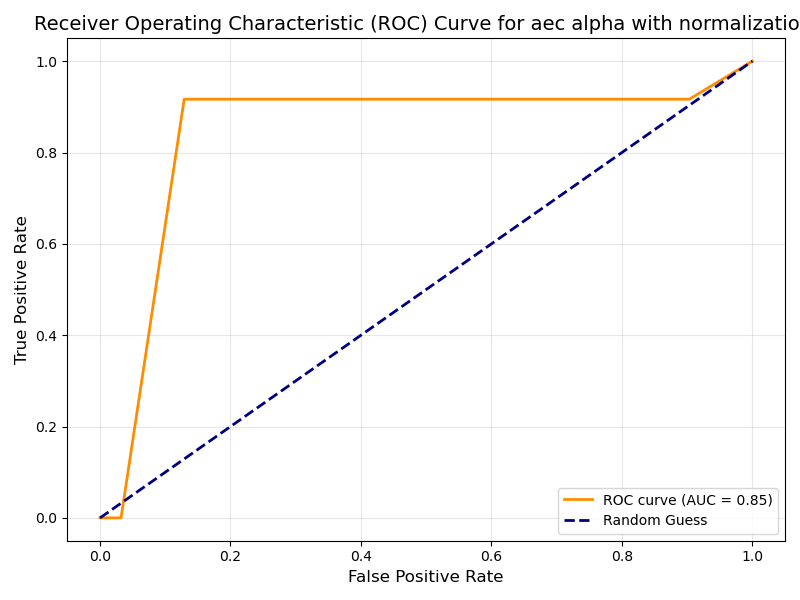 Receiver Operating Characteristic (ROC) Curve for aec alpha with normalizatio
1.0
0.8
0.6
0.4
0.2
0.0
True Positive Rate
0.0 0.2 0.4 0.6 0.8 1.0
False Positive Rate
ROC curve (AUC = 0.85)
Random Guess